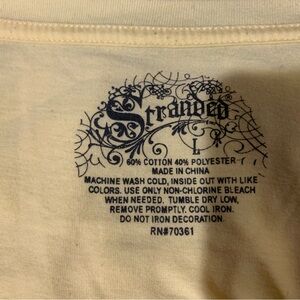 Stranded
L
60% COTTON 40% POLYESTER
MADE IN CHINA
MACHINE WASH COLD, INSIDE OUT WITH LIKE
COLORS. USE ONLY NON-CHLORINE BLEACH
WHEN NEEDED. TUMBLE DRY LOW,
REMOVE PROMPTLY. COOL IRON.
DO NOT IRON DECORATION.
RN#70361